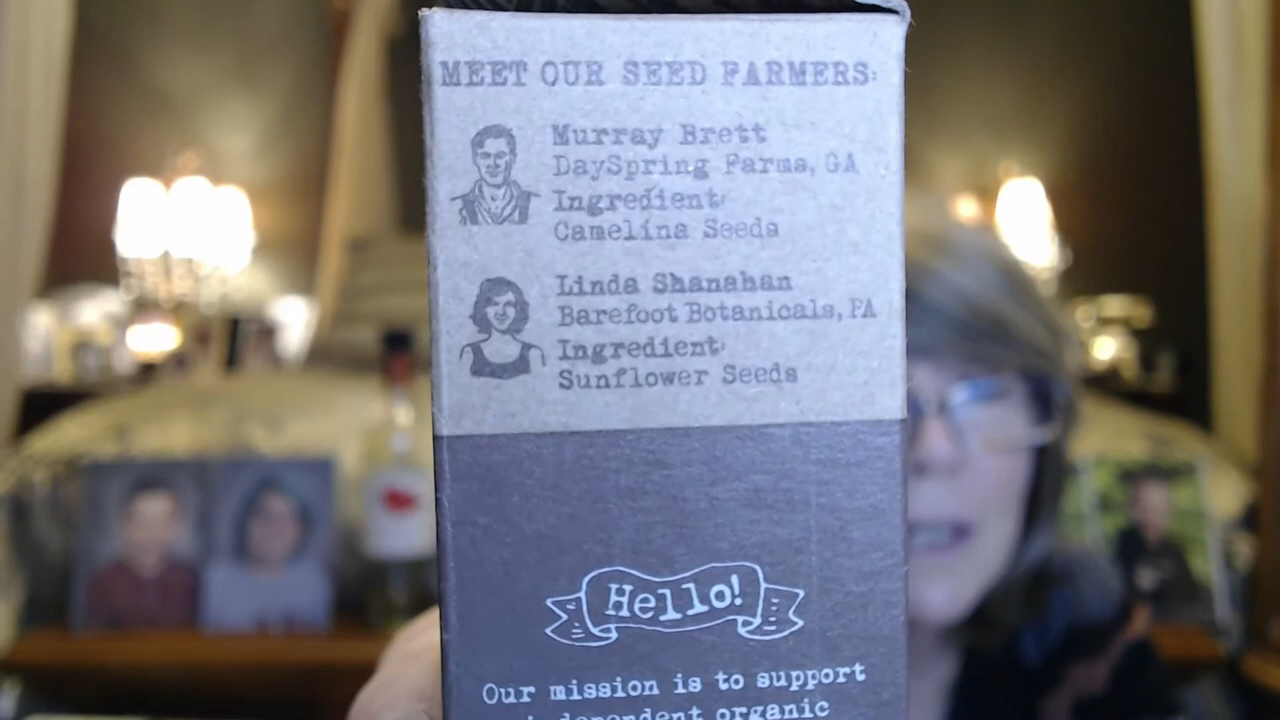 MEET OUR SEED FARMERS:
Murray Brett
DaySpring Farms, GA
Ingredient:
Camelina Seeds
Linda Shanahan
Barefoot Botanicals, PA
Ingredient:
Sunflower Seeds
Hello!
Our mission is to support
independent organic